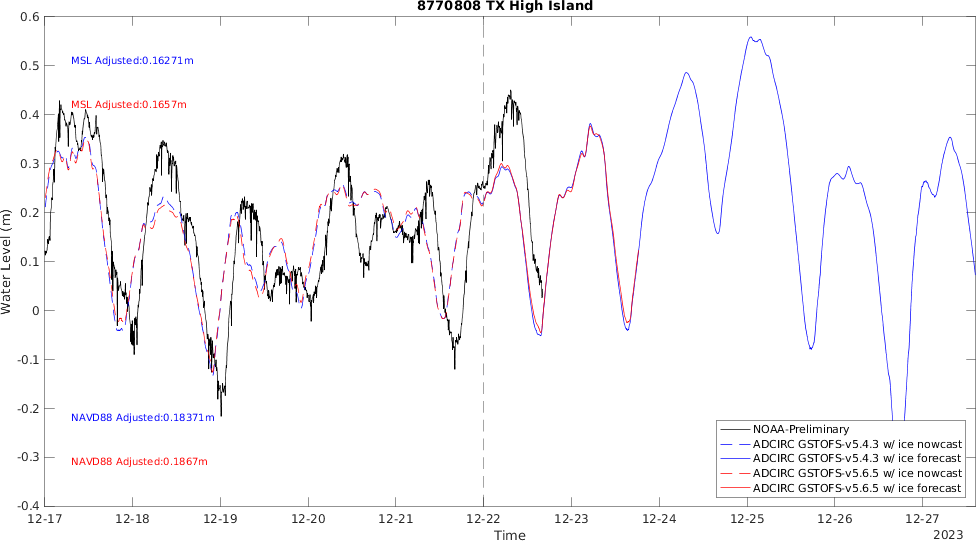 8770808 TX High Island
0.6
0.5
0.4
0.3
0.2
0.1
0
-0.1
-0.2
-0.3
-0.4
Water Level (m)
MSL Adjusted:0.16271m
MSL Adjusted:0.1657m
NAVD88 Adjusted:0.18371m
NAVD88 Adjusted:0.1867m
NOAA-Preliminary
ADCIRC GSTOFS-v5.4.3 w/ ice nowcast
ADCIRC GSTOFS-v5.4.3 w/ ice forecast
ADCIRC GSTOFS-v5.6.5 w/ ice nowcast
ADCIRC GSTOFS-v5.6.5 w/ ice forecast
12-17 12-18 12-19 12-20 12-21 12-22 12-23 12-24 12-25 12-26 12-27
Time
2023